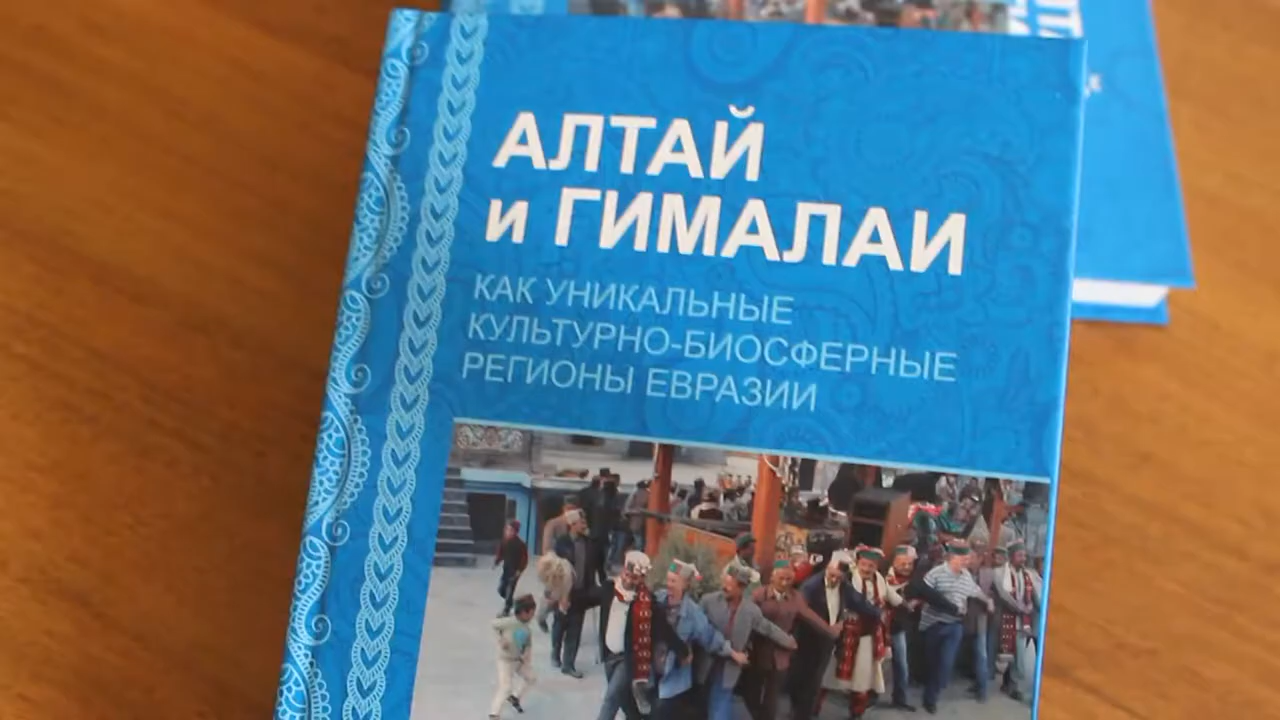 АЛТАЙ
и ГИМАЛАИ
КАК УНИКАЛЬНЫЕ
КУЛЬТУРНО-БИОСФЕРНЫЕ
РЕГИОНЫ ЕВРАЗИИ